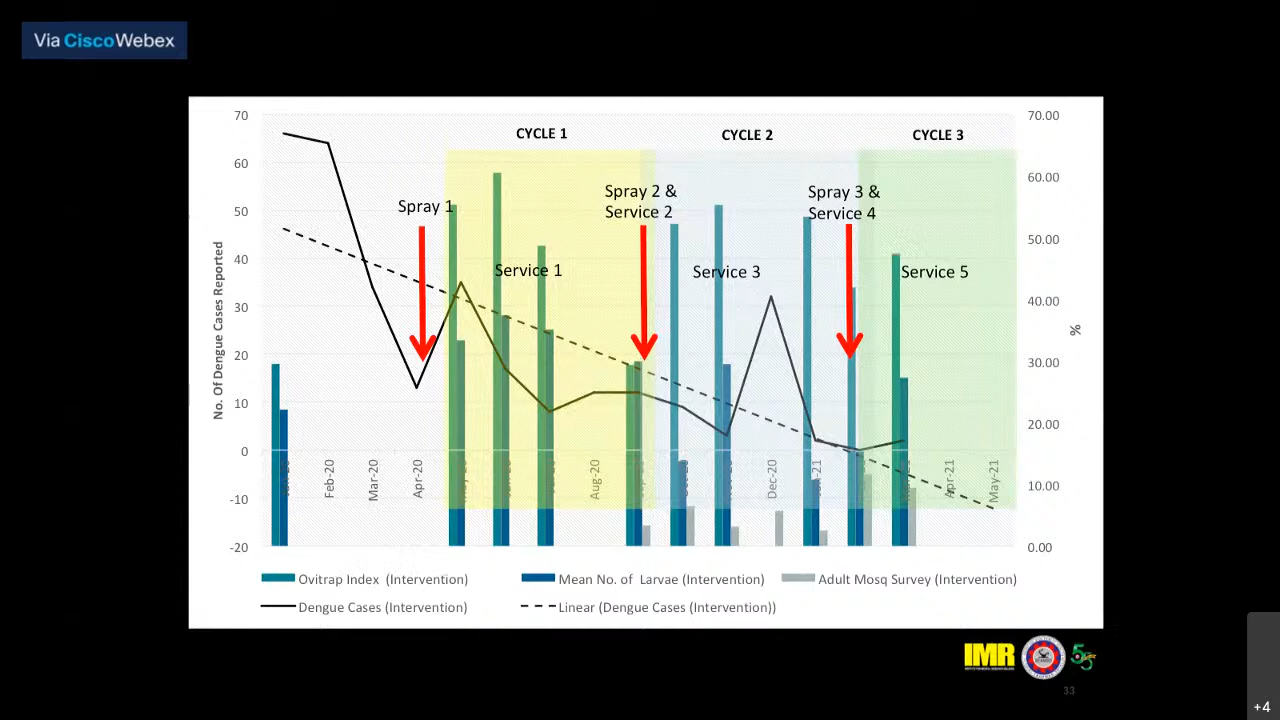 Via CiscoWebex
70
60
50
40
30
20
10
0
-10
-20
No. Of Dengue Cases Reported
CYCLE 1
CYCLE 2
CYCLE 3
Spray 1
Service 1
Spray 2 &
Service 2
Service 3
Spray 3 &
Service 4
Service 5
70.00
60.00
50.00
40.00
30.00
20.00
10.00
0.00
%
Feb-20
Mar-20
Apr-20
Aug-20
Dec-20
Apr-21
May-21
Ovitrap Index (Intervention)
Mean No. of Larvae (Intervention)
Adult Mosq Survey (Intervention)
Dengue Cases (Intervention)
Linear (Dengue Cases (Intervention))
IMR
33
+4